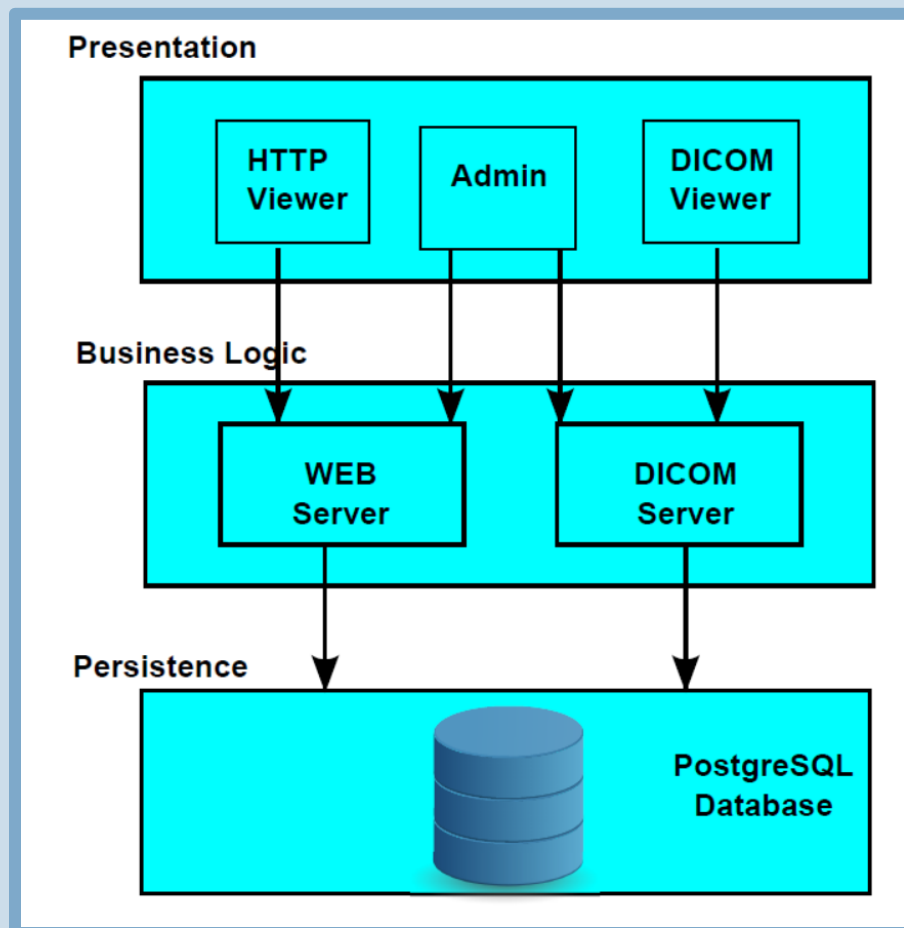 Presentation
HTTP
Viewer
Admin
DICOM
Viewer
Business Logic
WEB
Server
DICOM
Server
Persistence
PostgreSQL
Database